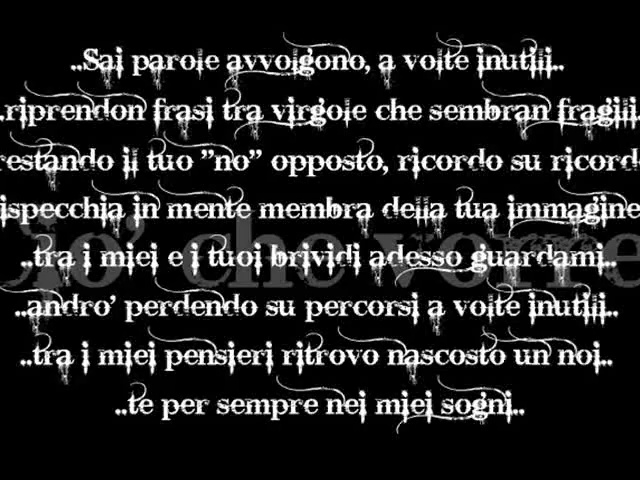 ..Sai parole avvolgono, a volte inutili..
..riprendon frasi tra virgole che sembran fragili.
restando il tuo "no" opposto, ricordo su ricord
ispecchia in mente membra della tua immagine
..tra i miei e i tuoi brividi adesso guardami..
..andro' perdendo su percorsi a volte inutili..
..tra i miei pensieri ritrovo nascosto un noi..
..te per sempre nei miei sogni..